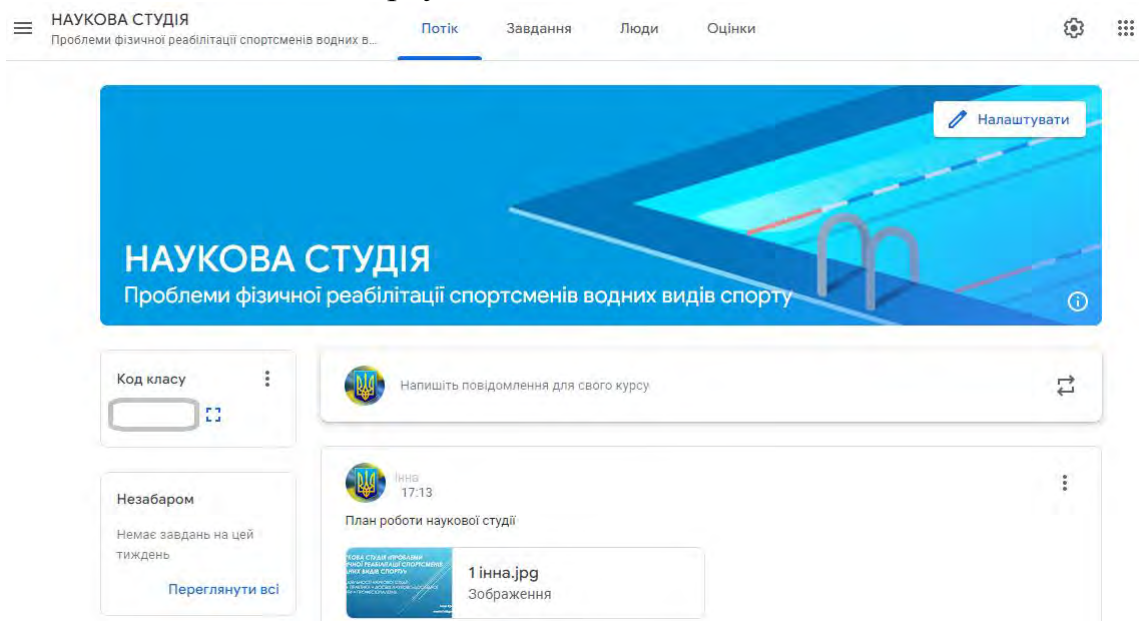 НАУКОВА СТУДІЯ
Проблеми фізичної реабілітації спортсменів водних в...
Потік
Завдання
Люди
Оцінки
Налаштувати
НАУКОВА СТУДІЯ
Проблеми фізичної реабілітації спортсменів водних видів спорту
Код класу
Напишіть повідомлення для свого курсу
Незабаром
Немає завдань на цей
тиждень
Переглянути всі
Інна
17:13
План роботи наукової студії
1 інна.jpg
Зображення